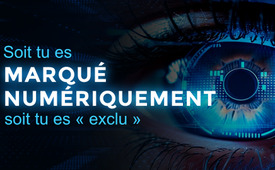 Soit tu es
MARQUÉ
NUMÉRIQUEMENT
soit tu es « exclu »